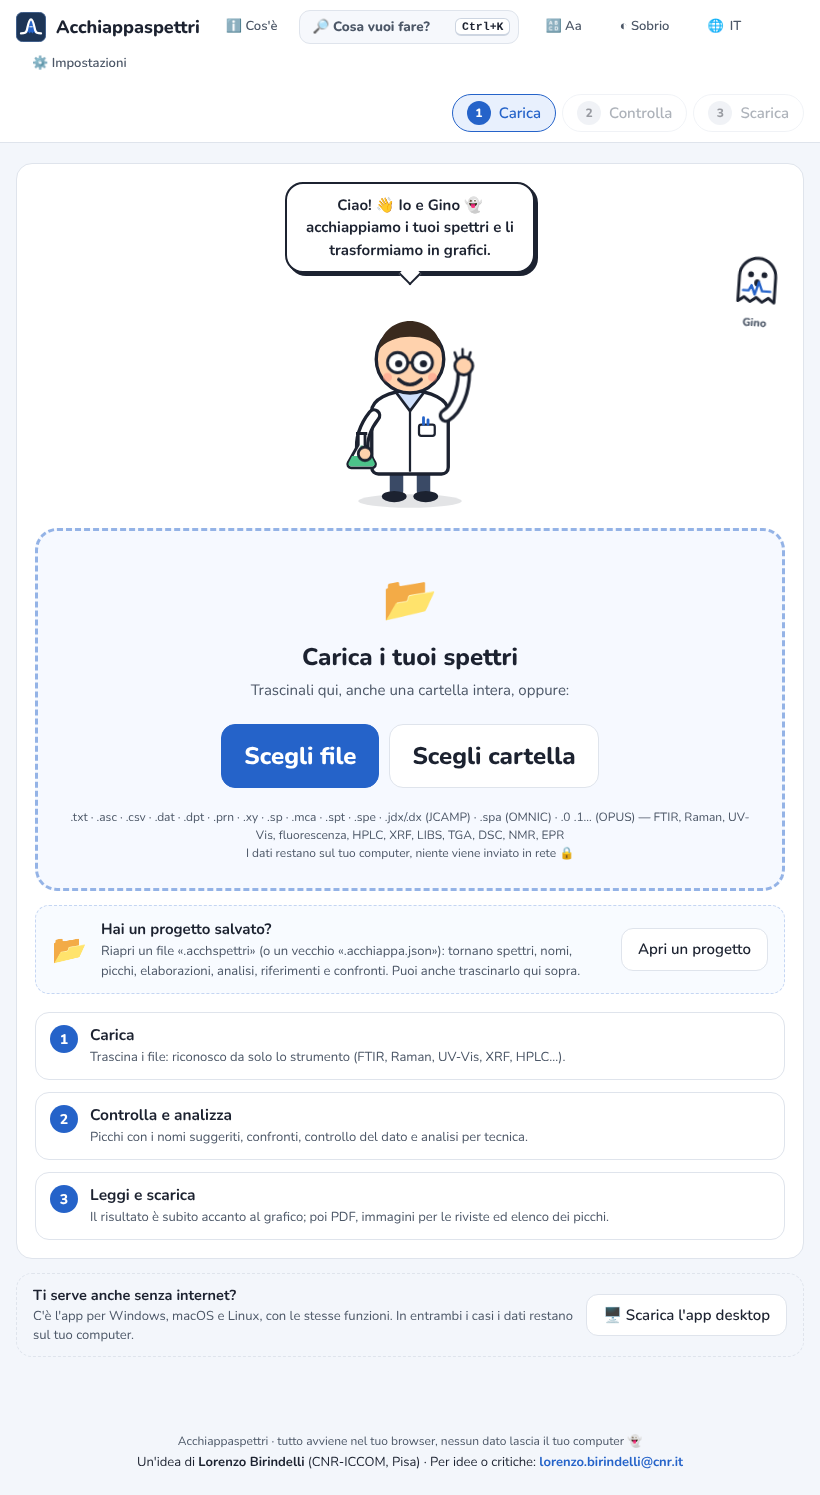 Acchiappaspettri
ℹ️ Cos'è
🔎 Cosa vuoi fare? Ctrl+K
🔠 Aa
Sobrio
🌐 IT
⚙️ Impostazioni
1 Carica
2 Controlla
3 Scarica
Ciao! 👋 Io e Gino 👻
acchiappiamo i tuoi spettri e li
trasformiamo in grafici.
Gino
Carica i tuoi spettri
Trascinali qui, anche una cartella intera, oppure:
Scegli file
Scegli cartella
.txt · .asc · .csv · .dat · .dpt · .prn · .xy · .sp · .mca · .spt · .spe · .jdx/.dx (JCAMP) · .spa (OMNIC) · .0 .1… (OPUS) — FTIR, Raman, UV-
Vis, fluorescenza, HPLC, XRF, LIBS, TGA, DSC, NMR, EPR
I dati restano sul tuo computer, niente viene inviato in rete 🔒
Hai un progetto salvato?
Riapri un file «.acchspettri» (o un vecchio «.acchiappa.json»): tornano spettri, nomi,
picchi, elaborazioni, analisi, riferimenti e confronti. Puoi anche trascinarlo qui sopra.
Apri un progetto
1 Carica
Trascina i file: riconosco da solo lo strumento (FTIR, Raman, UV-Vis, XRF, HPLC…).
2 Controlla e analizza
Picchi con i nomi suggeriti, confronti, controllo del dato e analisi per tecnica.
3 Leggi e scarica
Il risultato è subito accanto al grafico; poi PDF, immagini per le riviste ed elenco dei picchi.
Ti serve anche senza internet?
C'è l'app per Windows, macOS e Linux, con le stesse funzioni. In entrambi i casi i dati restano
sul tuo computer.
🖥️ Scarica l'app desktop
Acchiappaspettri · tutto avviene nel tuo browser, nessun dato lascia il tuo computer 👻
Un'idea di Lorenzo Birindelli (CNR-ICCOM, Pisa) · Per idee o critiche: lorenzo.birindelli@cnr.it